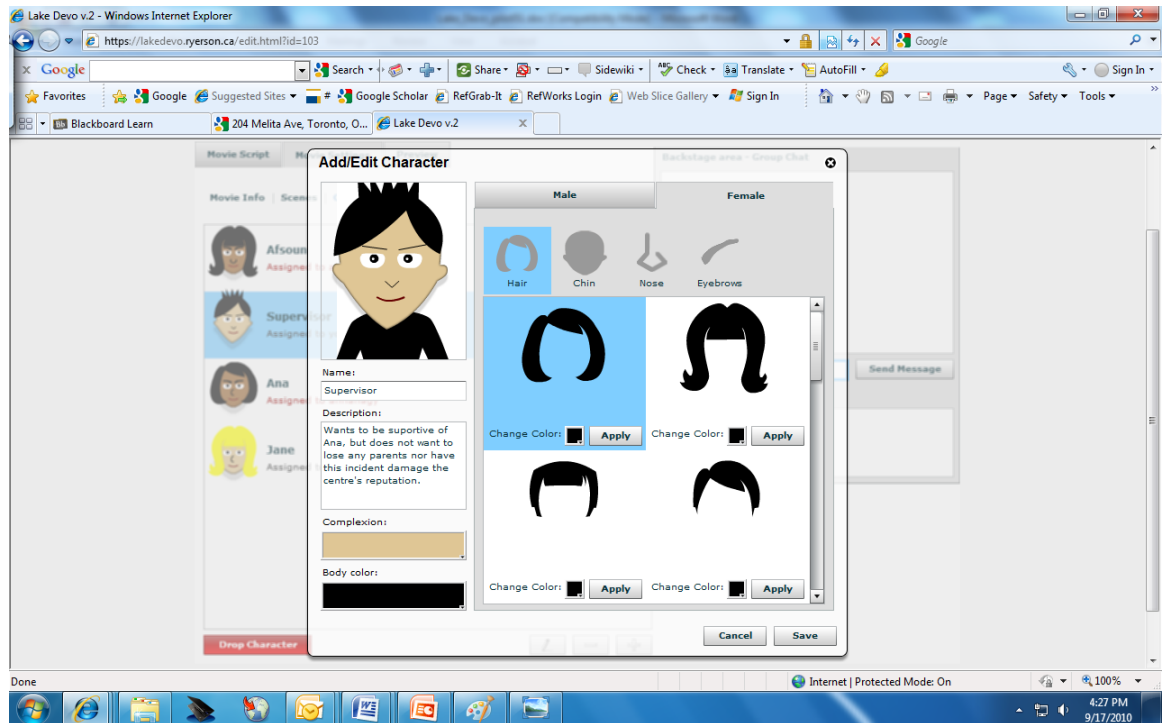 Lake Devo v.2 - Windows Internet Explorer
https://lakedevo.ryerson.ca/edit.html?id=103
Google
x Google Search Share Sidewiki Check Translate AutoFill Sign In
Favorites Google Suggested Sites # Google Scholar RefGrab-It RefWorks Login Web Slice Gallery Sign In Page Safety Tools
Blackboard Learn 204 Melita Ave, Toronto, O... Lake Devo v.2 x
Movie Script
Backstage area - Group Chat
Add/Edit Character
Movie Info | Scenes
Male Female
Afsoun
Assigned
Hair Chin Nose Eyebrows
Supervisor
Assigned
Name:
Supervisor
Send Message
Ana
Assigned
Description:
Wants to be suportive of
Ana, but does not want to
lose any parents nor have
this incident damage the
centre's reputation.
Change Color: Apply Change Color: Apply
Jane
Assigned
Complexion:
Body color:
Change Color: Apply Change Color: Apply
Cancel Save
Drop Character
Done Internet | Protected Mode: On 100%
4:27 PM
9/17/2010